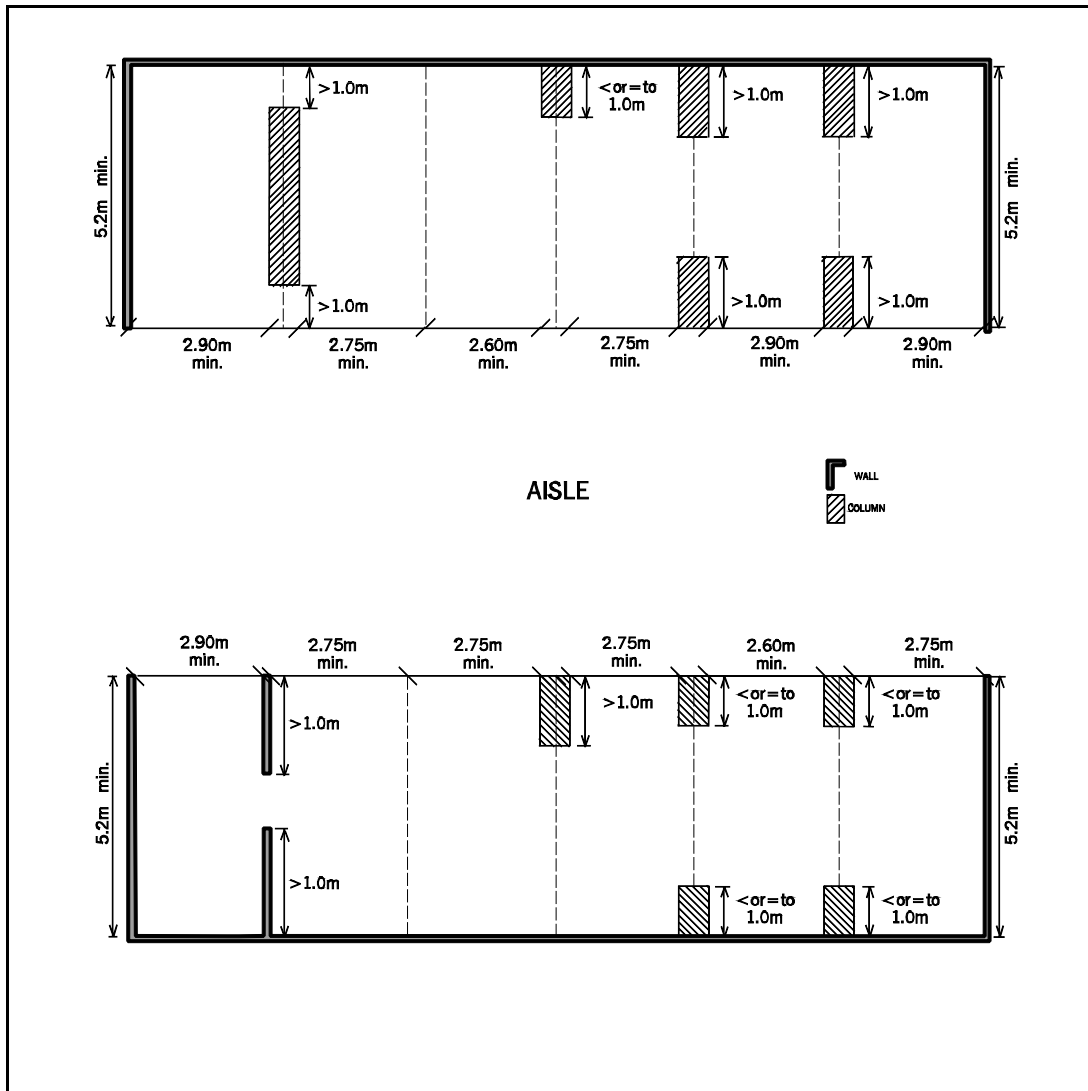 >1.0m
< or = to
1.0m
>1.0m
>1.0m
5.2m min.
5.2m min.
>1.0m
>1.0m
>1.0m
2.90m
min.
2.75m
min.
2.60m
min.
2.75m
min.
2.90m
min.
2.90m
min.
AISLE
WALL
COLUMN
2.90m
min.
2.75m
min.
2.75m
min.
2.75m
min.
2.60m
min.
2.75m
min.
>1.0m
>1.0m
< or = to
1.0m
< or = to
1.0m
5.2m min.
5.2m min.
>1.0m
< or = to
1.0m
< or = to
1.0m